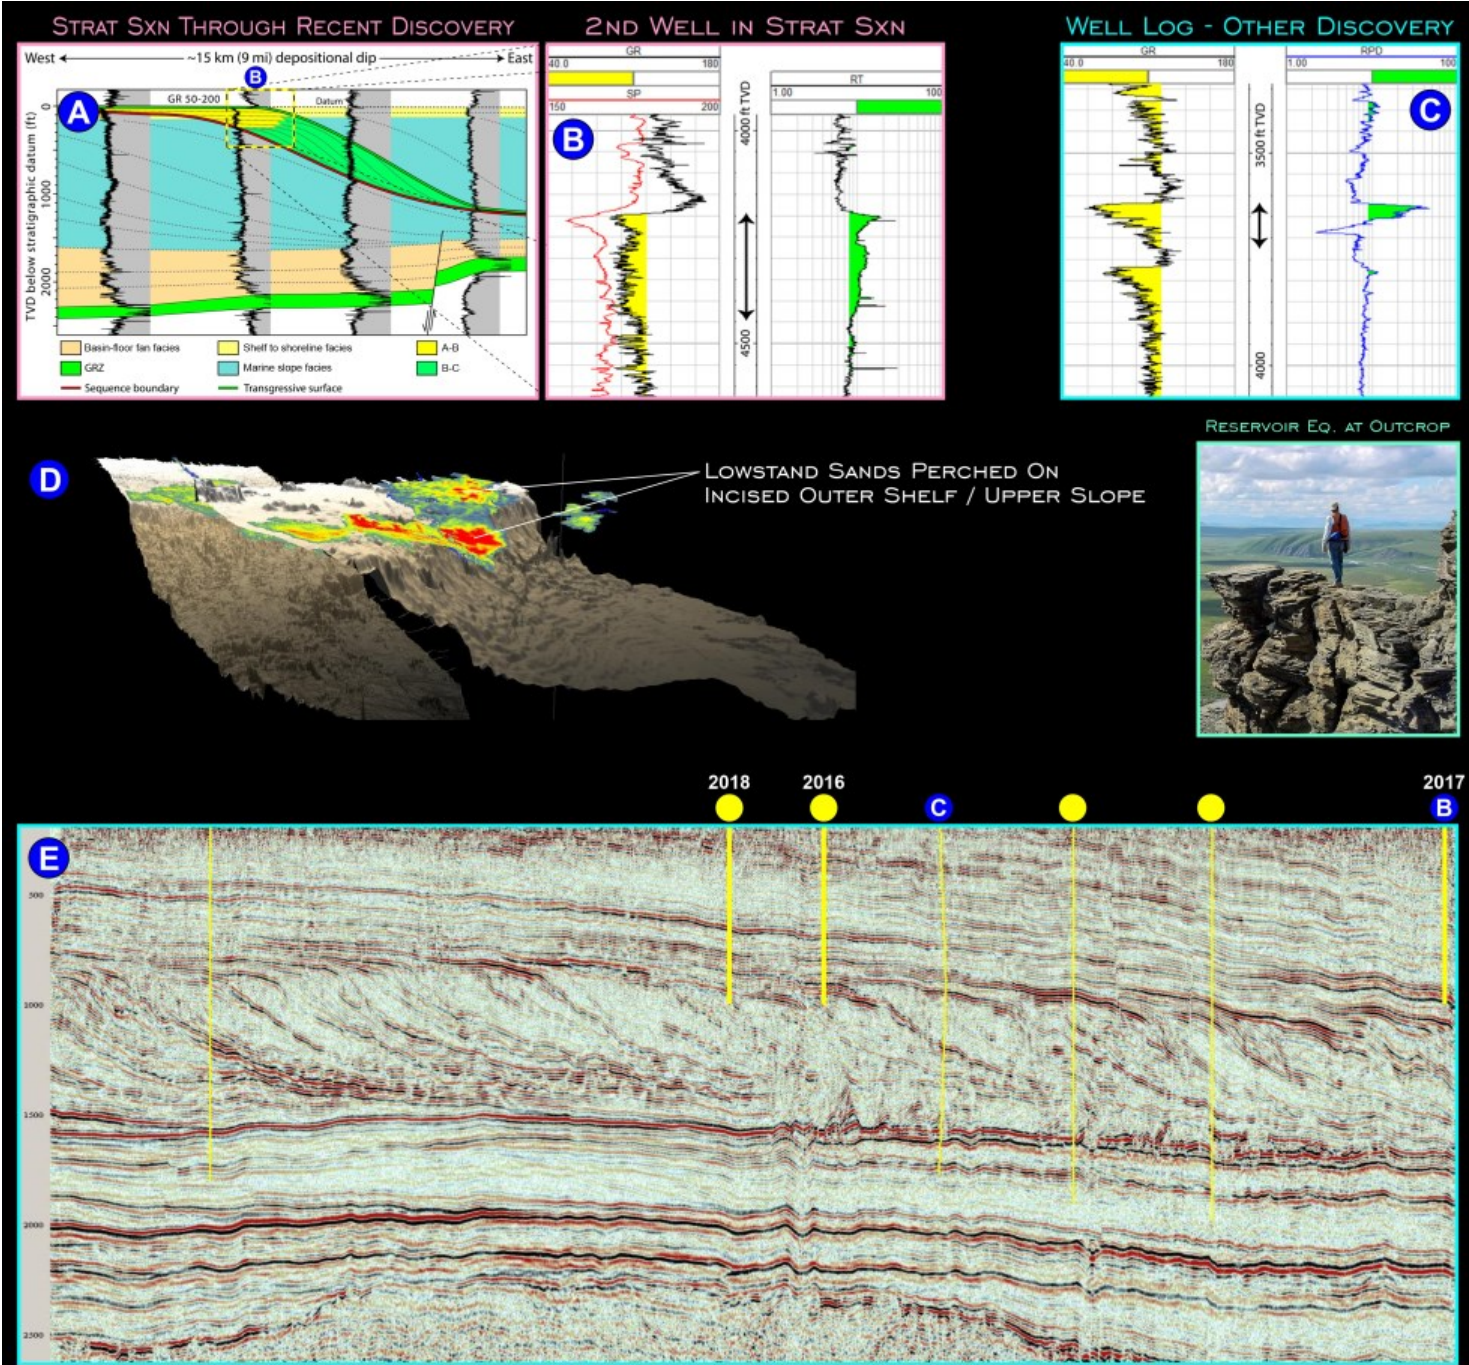 Strat Sxn Through Recent Discovery
West ~15 km (9 mi) depositional dip East
B
A
GR 50-200
Datum
TVD below stratigraphic datum (ft)
0
1000
2000
Basin-floor fan facies
Shelf to shoreline facies
A-B
GRZ
Marine slope facies
B-C
Sequence boundary
Transgressive surface
2nd Well in Strat Sxn
GR
40.0 180
SP
150 200
B
4000 ft TVD
4500
RT
1.00 100
Well Log - Other Discovery
GR
40.0 180
3500 ft TVD
4000
RPD
1.00 100
C
D
Lowstand Sands Perched On
Incised Outer Shelf / Upper Slope
Reservoir Eq. at Outcrop
2018 2016 2017
C B
E
500
1000
1500
2000
2500